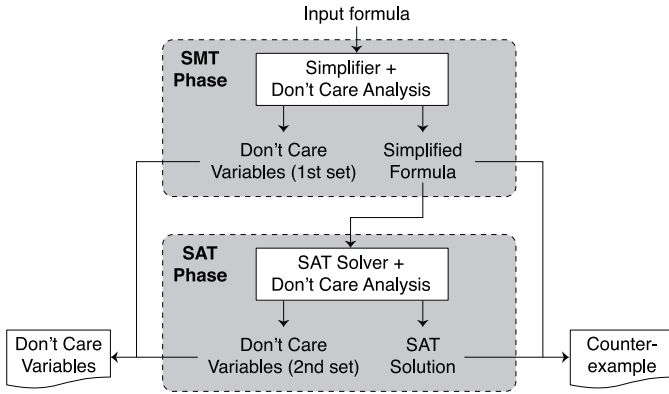 Input formula
SMT
Phase
Simplifier +
Don't Care Analysis
Don't Care
Variables (1st set)
Simplified
Formula
SAT
Phase
SAT Solver +
Don't Care Analysis
Don't Care
Variables
Don't Care
Variables (2nd set)
SAT
Solution
Counter-
example